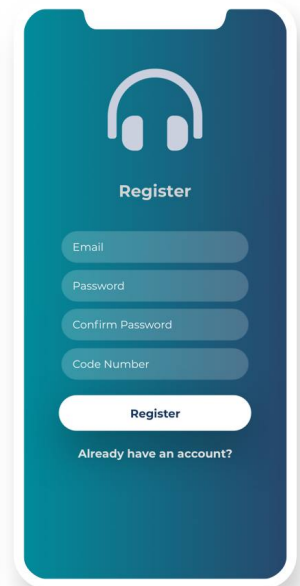 Register
Email
Password
Confirm Password
Code Number
Register
Already have an account?